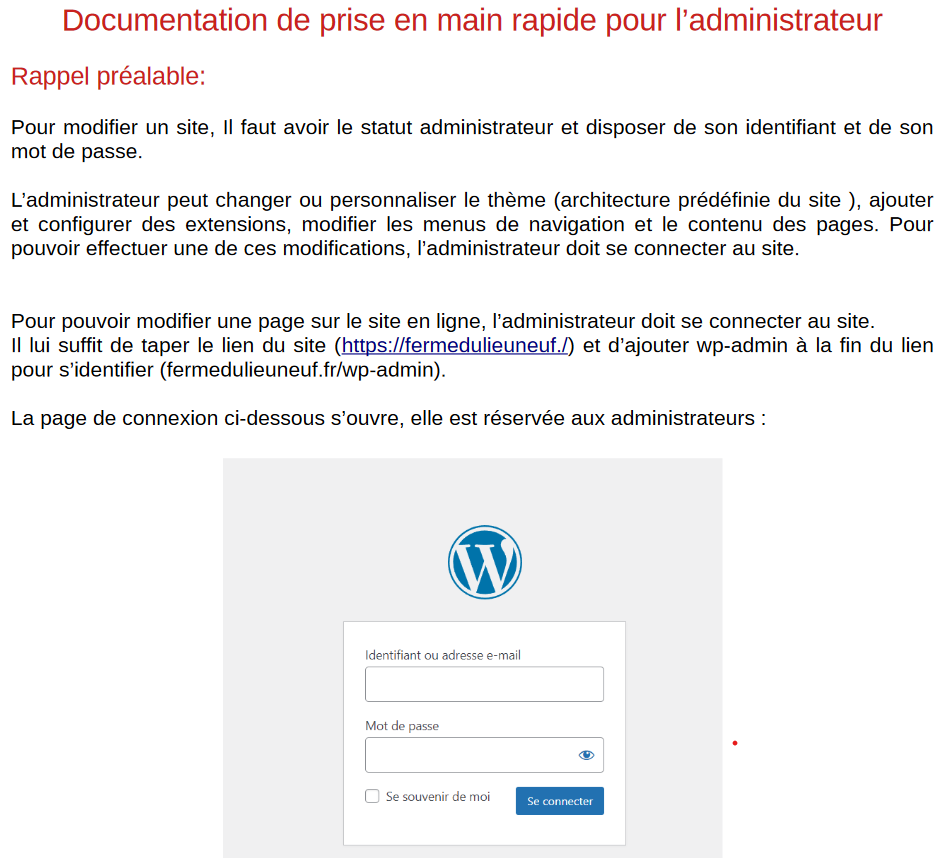 Documentation de prise en main rapide pour l’administrateur
Rappel préalable:
Pour modifier un site, Il faut avoir le statut administrateur et disposer de son identifiant et de son
mot de passe.
L’administrateur peut changer ou personnaliser le thème (architecture prédéfinie du site ), ajouter
et configurer des extensions, modifier les menus de navigation et le contenu des pages. Pour
pouvoir effectuer une de ces modifications, l’administrateur doit se connecter au site.
Pour pouvoir modifier une page sur le site en ligne, l’administrateur doit se connecter au site.
Il lui suffit de taper le lien du site (https://fermedulieuneuf./) et d’ajouter wp-admin à la fin du lien
pour s’identifier (fermedulieuneuf.fr/wp-admin).
La page de connexion ci-dessous s’ouvre, elle est réservée aux administrateurs :
Identifiant ou adresse e-mail
Mot de passe
Se souvenir de moi
Se connecter